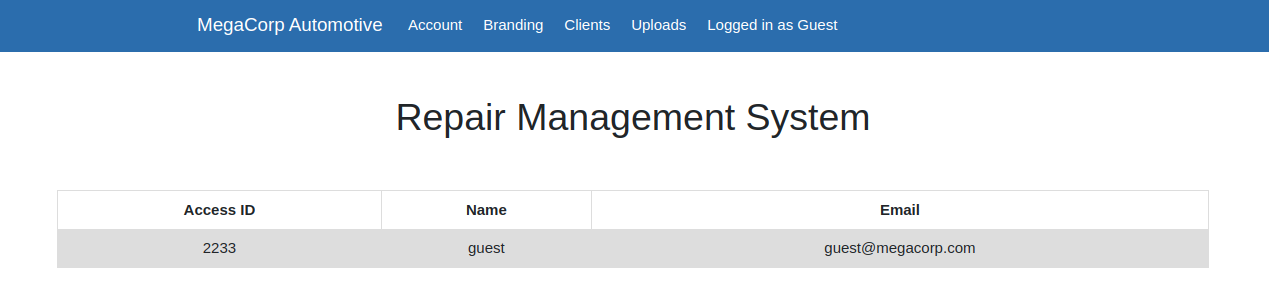 MegaCorp Automotive Account Branding Clients Uploads Logged in as Guest
Repair Management System
Access ID Name Email
2233 guest guest@megacorp.com